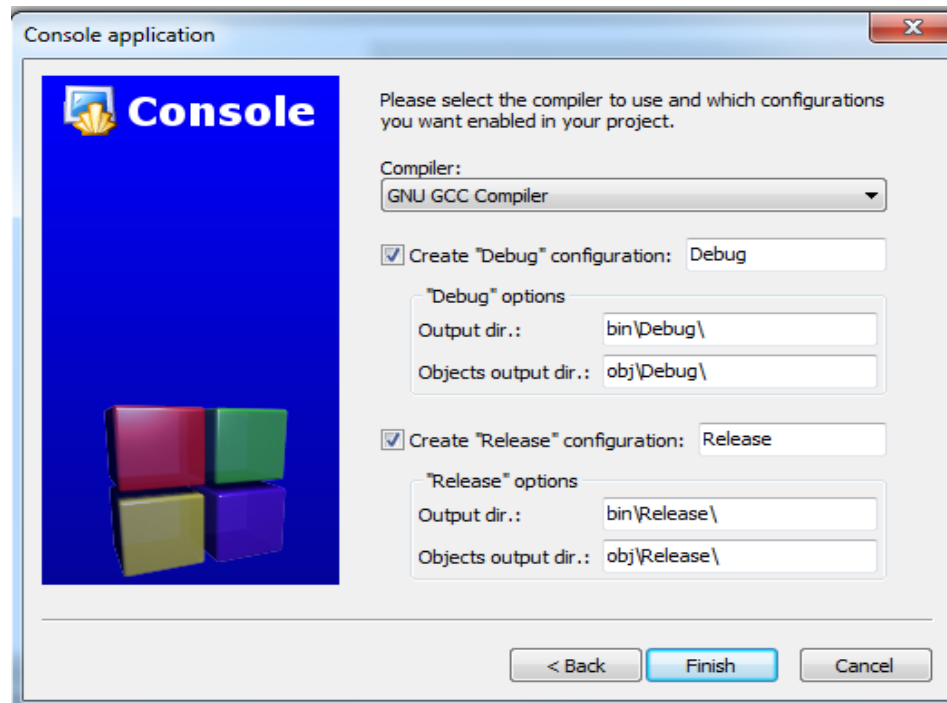 Console application
Console
Please select the compiler to use and which configurations
you want enabled in your project.
Compiler:
GNU GCC Compiler
Create "Debug" configuration: Debug
"Debug" options
Output dir.: bin\Debug\
Objects output dir.: obj\Debug\
Create "Release" configuration: Release
"Release" options
Output dir.: bin\Release\
Objects output dir.: obj\Release\
< Back Finish Cancel